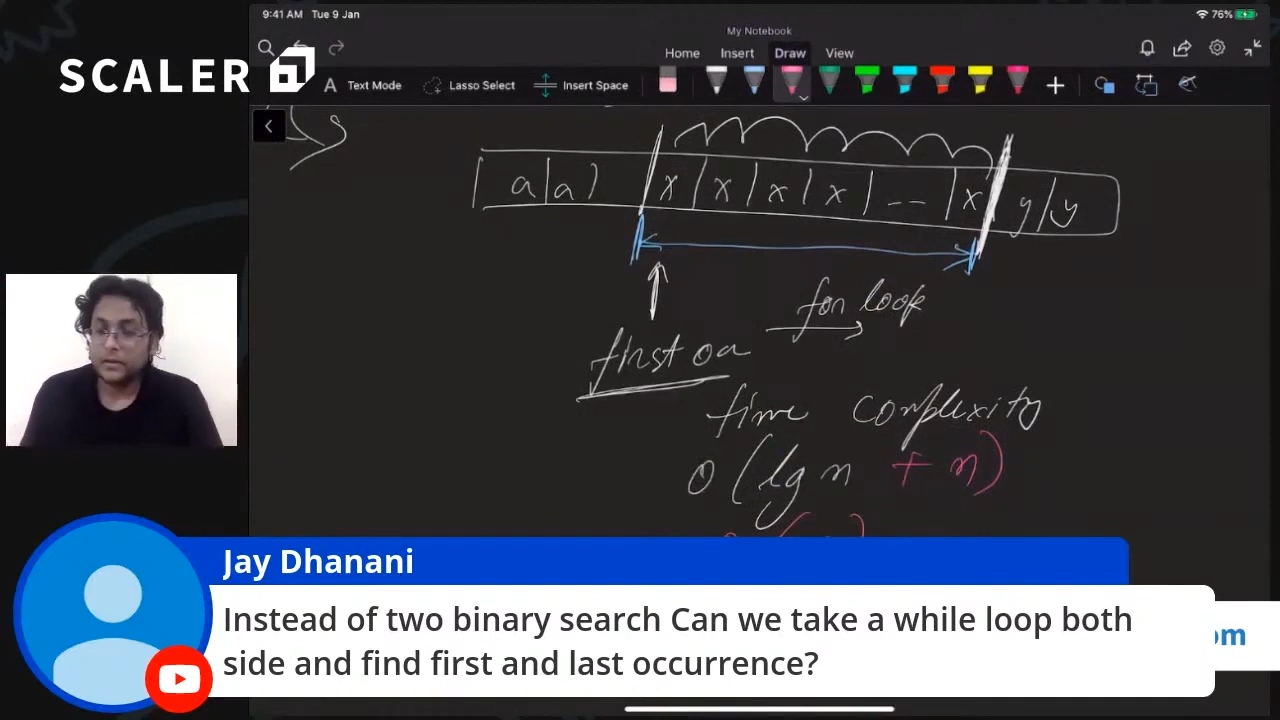 9:41 AM Tue 9 Jan
76%
My Notebook
SCALER
Home Insert Draw View
Text Mode Lasso Select Insert Space
a a x x x x -- x y y
for loop
first oc
time complexity
O(lg n + n)
Jay Dhanani
Instead of two binary search Can we take a while loop both
side and find first and last occurrence?
om